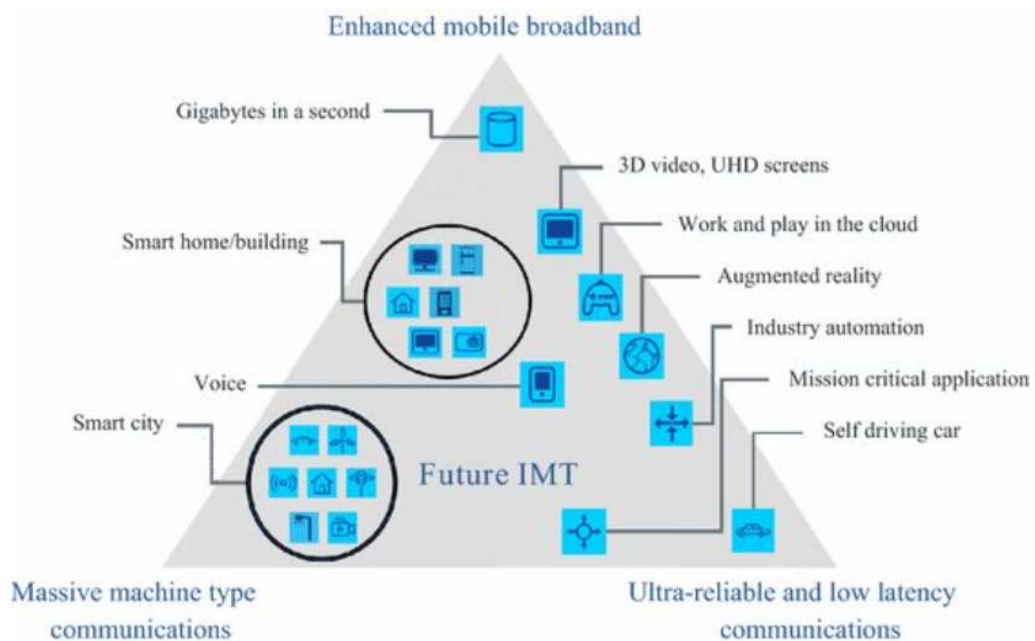 Enhanced mobile broadband
Gigabytes in a second
3D video, UHD screens
Work and play in the cloud
Smart home/building
Augmented reality
Industry automation
Voice
Mission critical application
Smart city
Self driving car
Future IMT
Massive machine type
communications
Ultra-reliable and low latency
communications